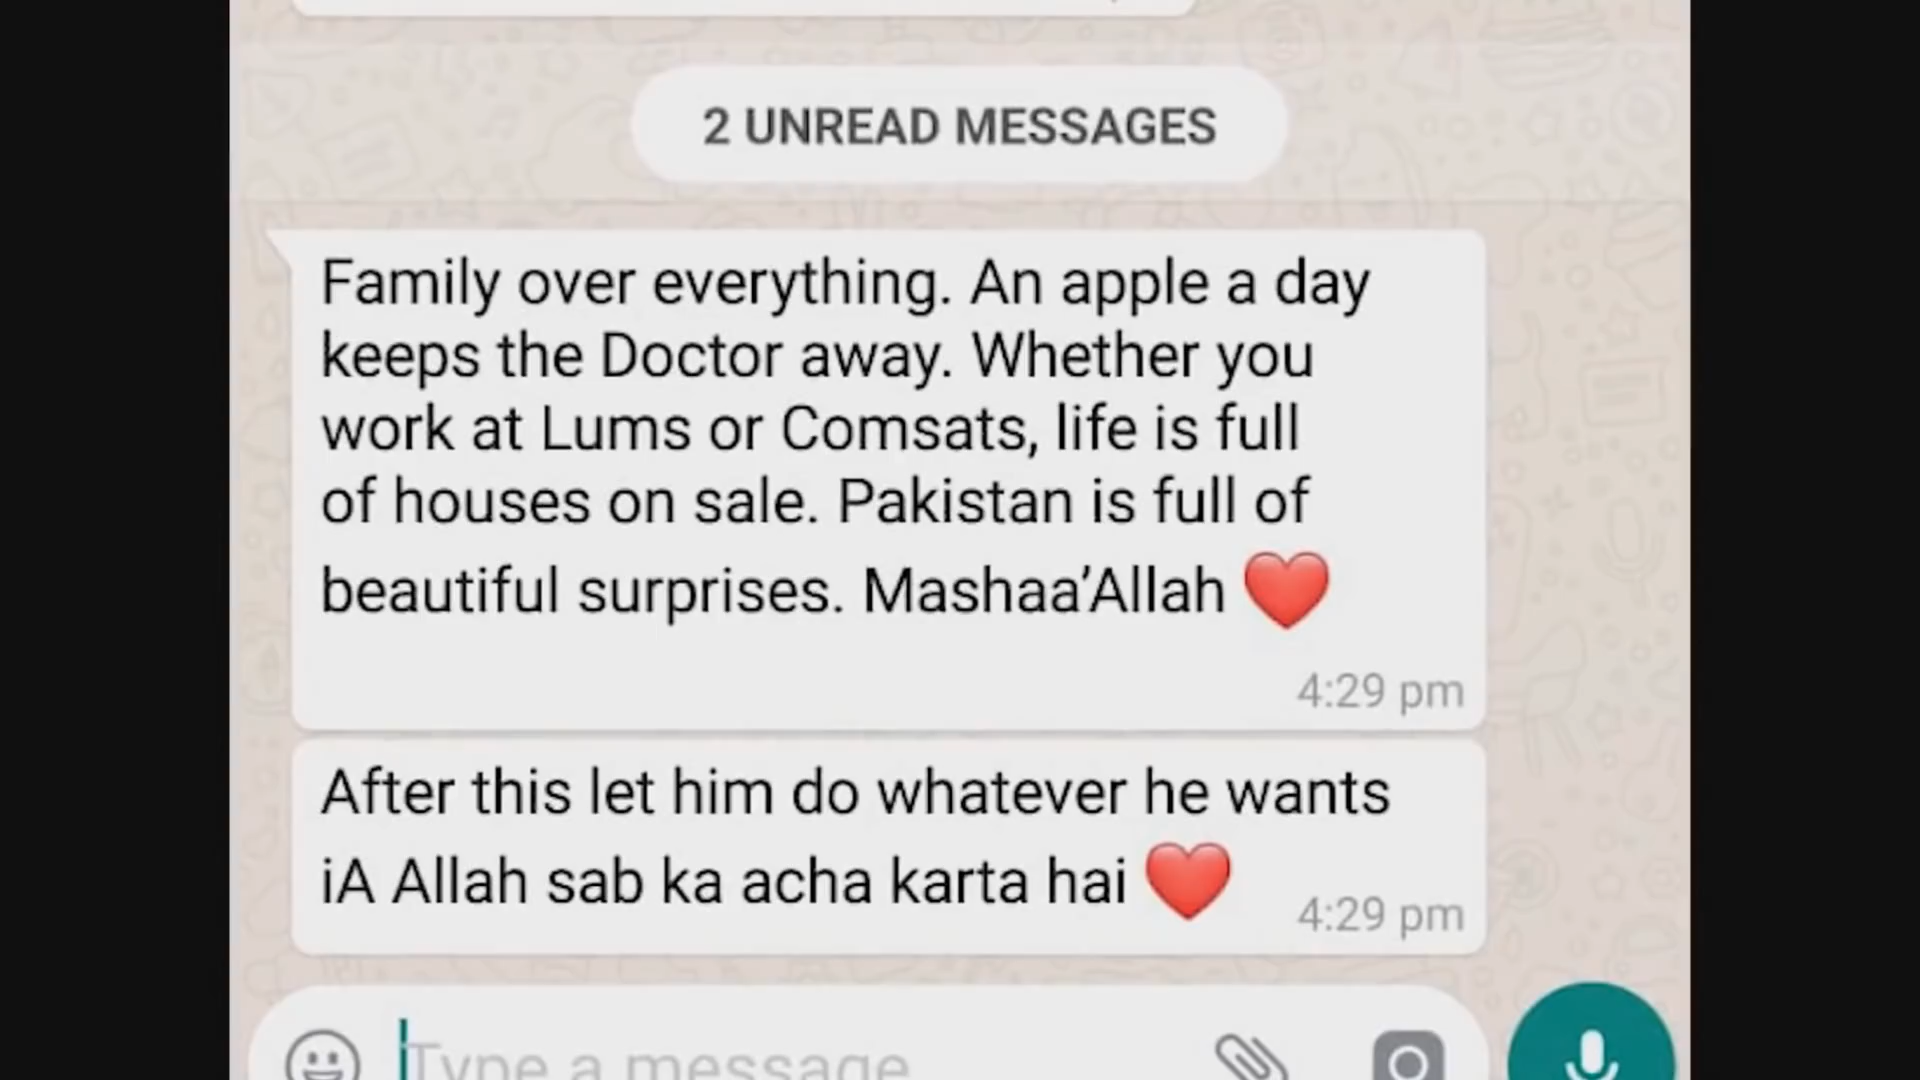 2 UNREAD MESSAGES
Family over everything. An apple a day
keeps the Doctor away. Whether you
work at Lums or Comsats, life is full
of houses on sale. Pakistan is full of
beautiful surprises. Mashaa’Allah ❤️
4:29 pm
After this let him do whatever he wants
iA Allah sab ka acha karta hai ❤️
4:29 pm
Type a message